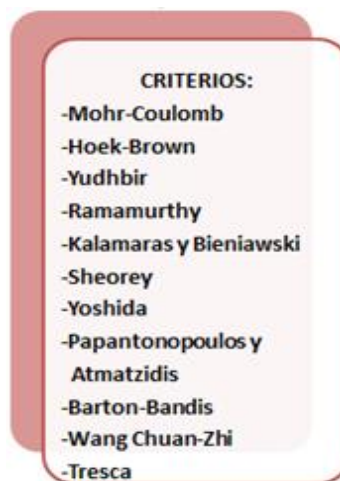 CRITERIOS:
-Mohr-Coulomb
-Hoek-Brown
-Yudhbir
-Ramamurthy
-Kalamaras y Bieniawski
-Sheorey
-Yoshida
-Papantonopoulos y
Atmatzidis
-Barton-Bandis
-Wang Chuan-Zhi
-Tresca